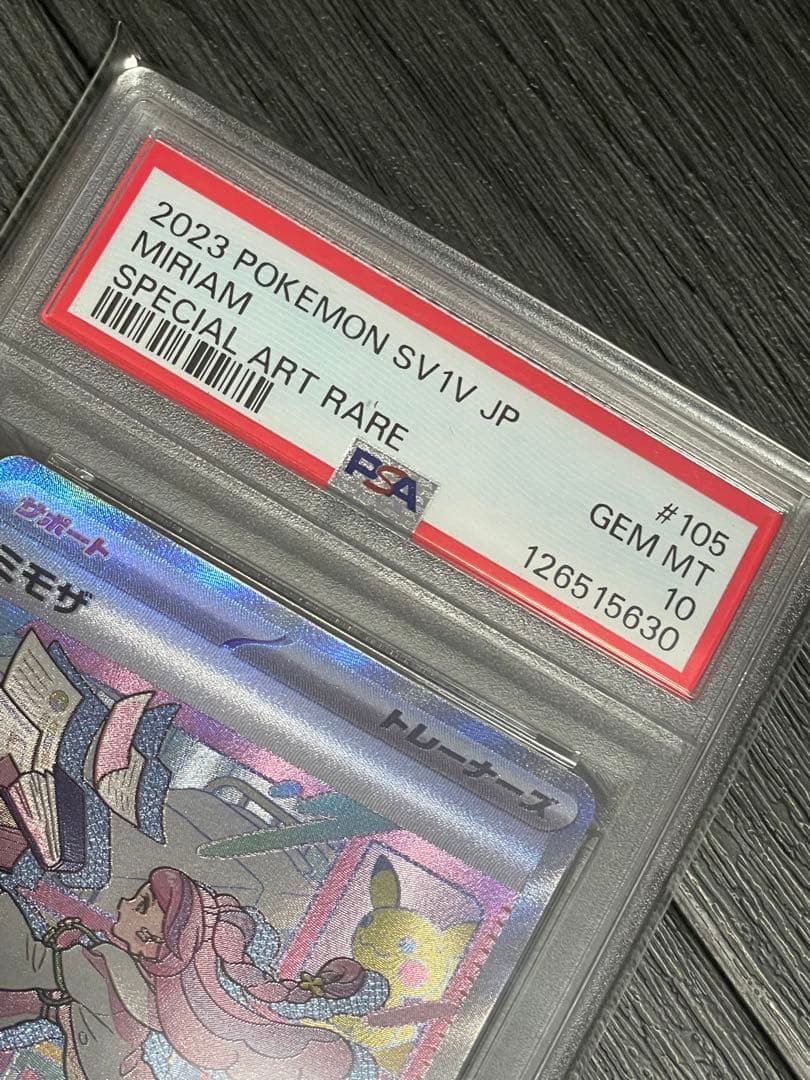 2023 POKEMON SV1V JP
MIRIAM
SPECIAL ART RARE
#105
GEM MT
10
126515630
PSA
サポート
ミモザ
トレーナーズ